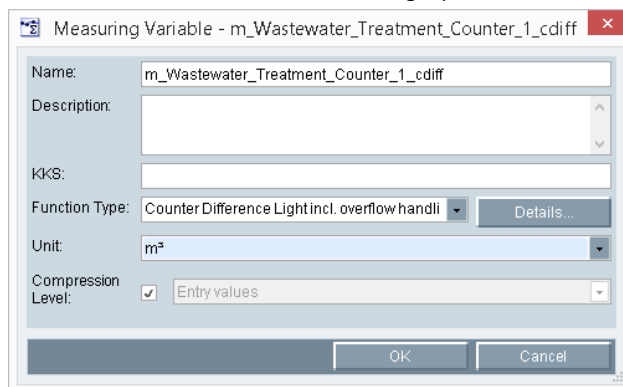 Measuring Variable - m_Wastewater_Treatment_Counter_1_cdiff
Name: m_Wastewater_Treatment_Counter_1_cdiff
Description:
KKS:
Function Type: Counter Difference Light incl. overflow handli Details...
Unit: m³
Compression
Level: Entry values
OK Cancel